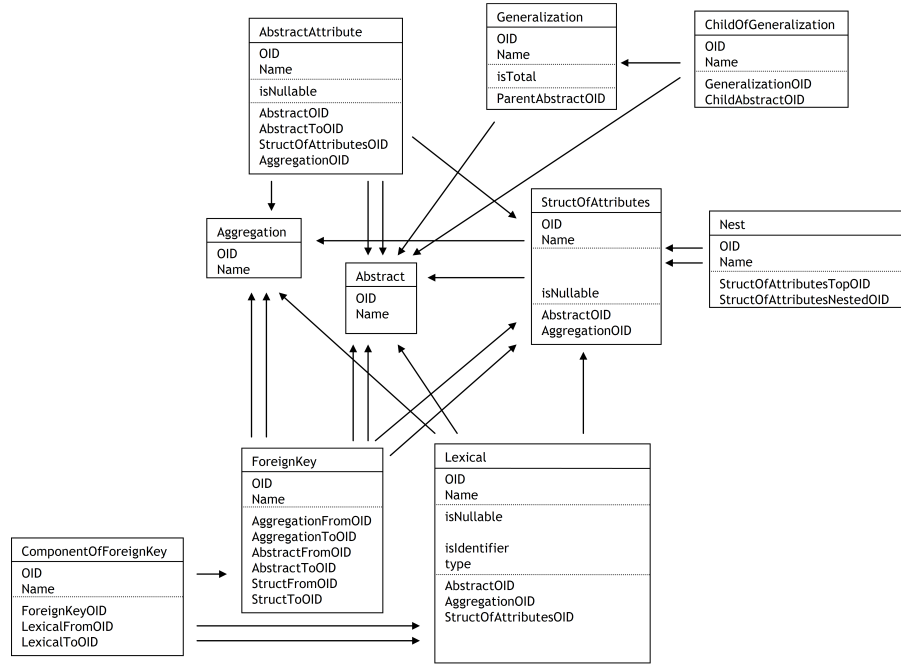 AbstractAttribute
OID
Name
isNullable
AbstractOID
AbstractToOID
StructOfAttributesOID
AggregationOID
Generalization
OID
Name
isTotal
ParentAbstractOID
ChildOfGeneralization
OID
Name
GeneralizationOID
ChildAbstractOID
Aggregation
OID
Name
Abstract
OID
Name
StructOfAttributes
OID
Name
isNullable
AbstractOID
AggregationOID
Nest
OID
Name
StructOfAttributesTopOID
StructOfAttributesNestedOID
ForeignKey
OID
Name
AggregationFromOID
AggregationToOID
AbstractFromOID
AbstractToOID
StructFromOID
StructToOID
Lexical
OID
Name
isNullable
isIdentifier
type
AbstractOID
AggregationOID
StructOfAttributesOID
ComponentOfForeignKey
OID
Name
ForeignKeyOID
LexicalFromOID
LexicalToOID